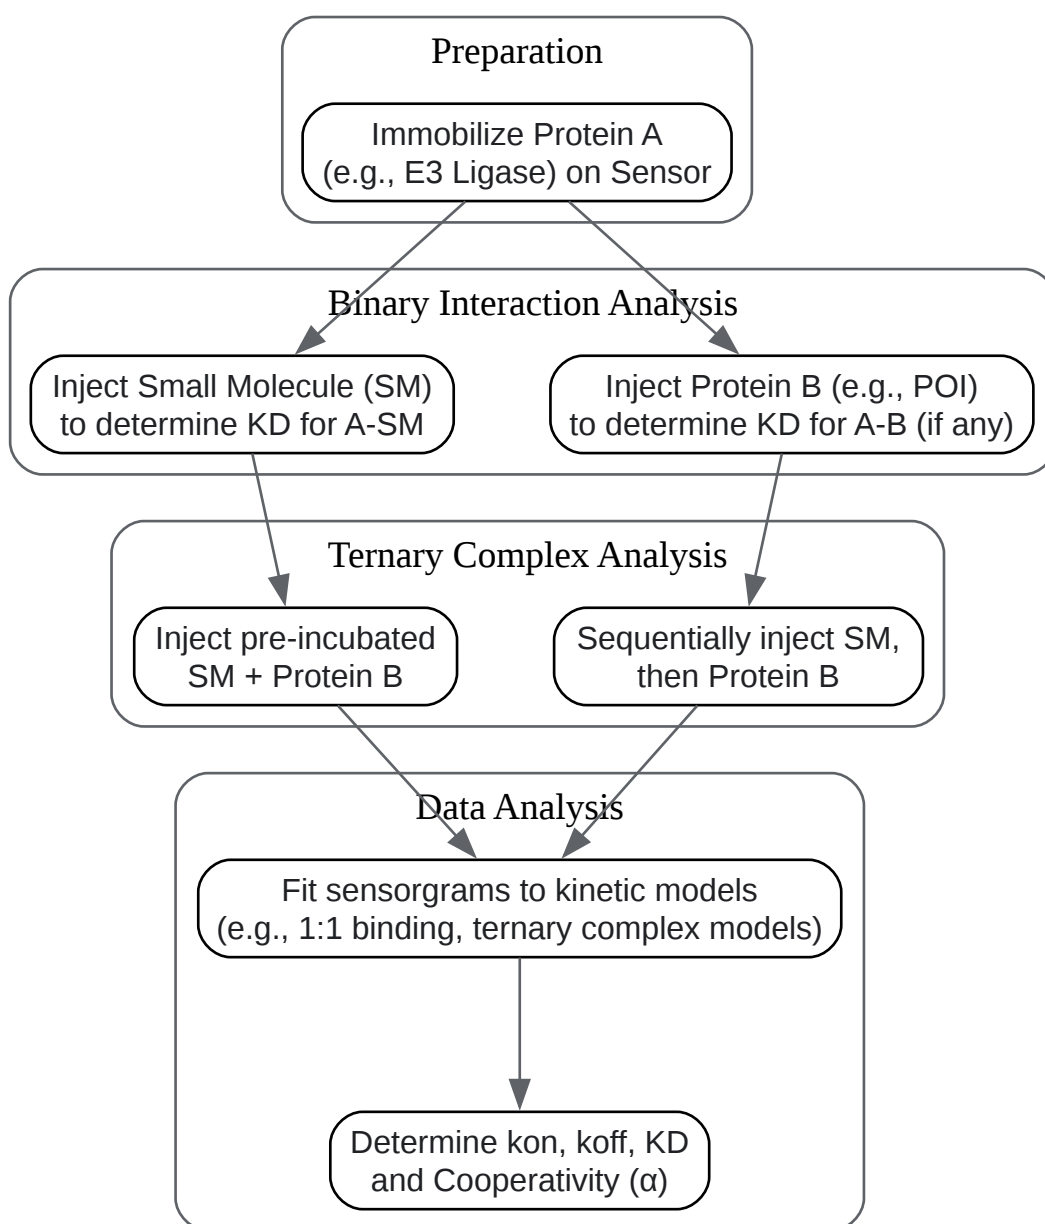 Preparation
Immobilize Protein A
(e.g., E3 Ligase) on Sensor
Binary Interaction Analysis
Inject Small Molecule (SM)
to determine KD for A-SM
Inject Protein B (e.g., POI)
to determine KD for A-B (if any)
Ternary Complex Analysis
Inject pre-incubated
SM + Protein B
Sequentially inject SM,
then Protein B
Data Analysis
Fit sensorgrams to kinetic models
(e.g., 1:1 binding, ternary complex models)
Determine kon, koff, KD
and Cooperativity (α)